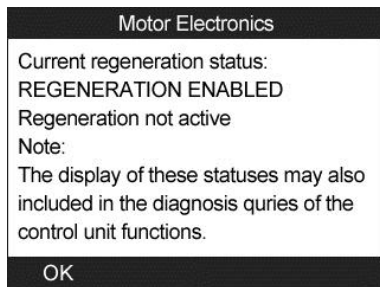 Motor Electronics
Current regeneration status:
REGENERATION ENABLED
Regeneration not active
Note:
The display of these statuses may also
included in the diagnosis quries of the
control unit functions.
OK